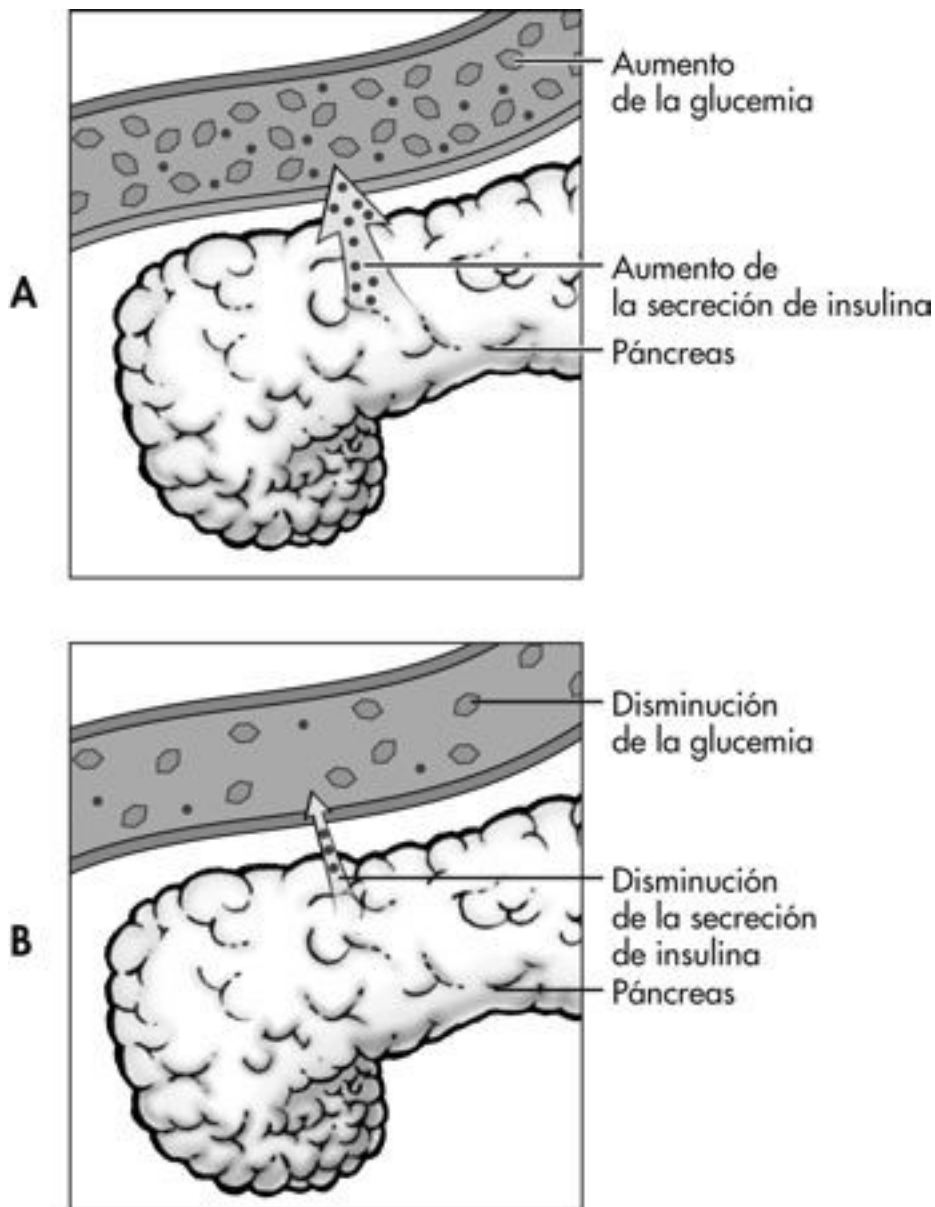 A
Aumento
de la glucemia
Aumento de
la secreción de insulina
Páncreas
B
Disminución
de la glucemia
Disminución
de la secreción
de insulina
Páncreas